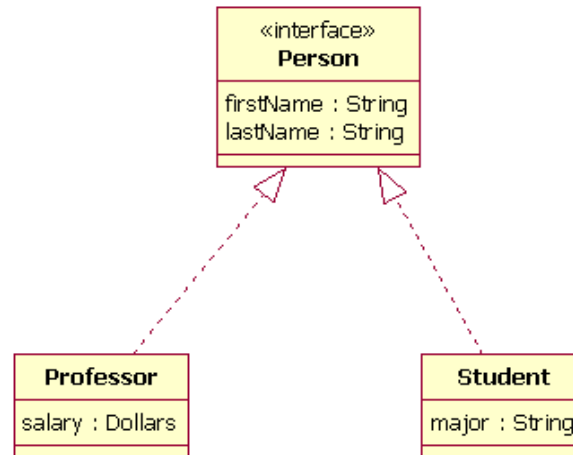 «interface»
Person
firstName : String
lastName : String
Professor
salary : Dollars
Student
major : String